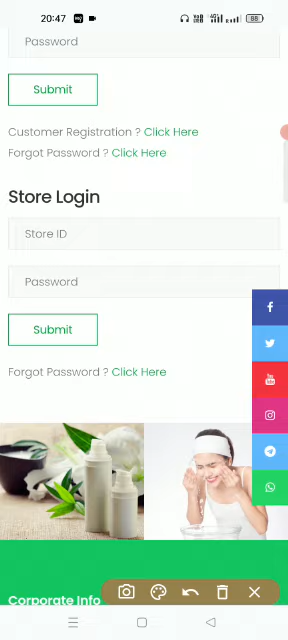 20:47
88
Password
Submit
Customer Registration ? Click Here
Forgot Password ? Click Here
Store Login
Store ID
Password
Submit
Forgot Password ? Click Here
Corporate Info